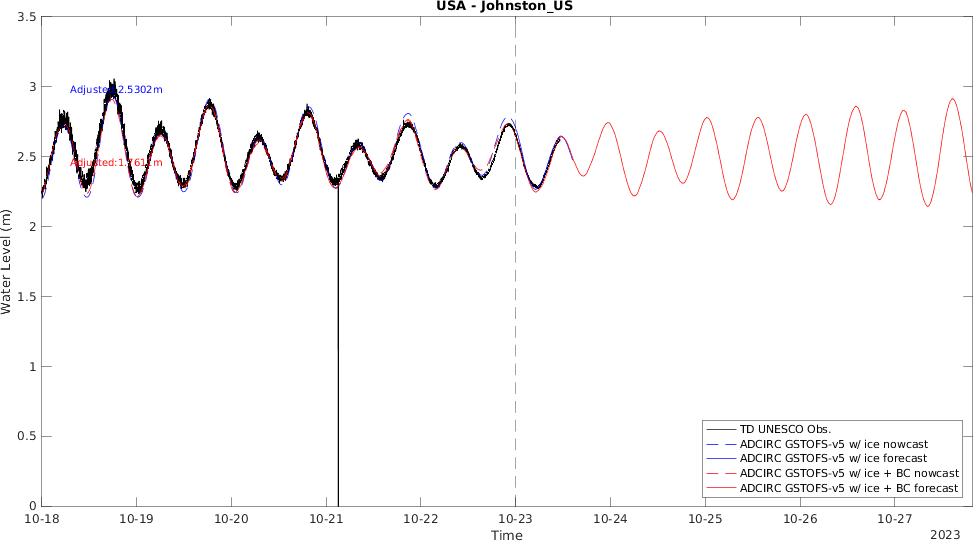 USA - Johnston_US
3.5
3
2.5
2
1.5
1
0.5
0
Water Level (m)
Adjusted:2.5302m
10-18
10-19
10-20
10-21
10-22
10-23
10-24
10-25
10-26
10-27
Time
2023
TD UNESCO Obs.
ADCIRC GSTOFS-v5 w/ ice nowcast
ADCIRC GSTOFS-v5 w/ ice forecast
ADCIRC GSTOFS-v5 w/ ice + BC nowcast
ADCIRC GSTOFS-v5 w/ ice + BC forecast